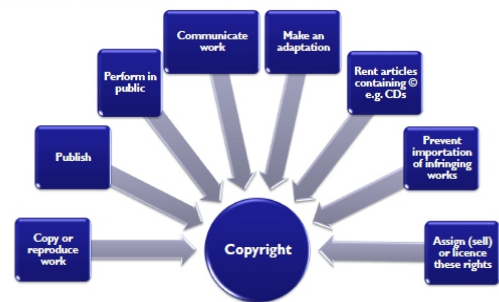 Communicate
work
Make an
adaptation
Perform in
public
Rent articles
containing ©
e.g. CDs
Publish
Prevent
importation
of infringing
works
Copy or
reproduce
work
Copyright
Assign (sell)
or licence
these rights